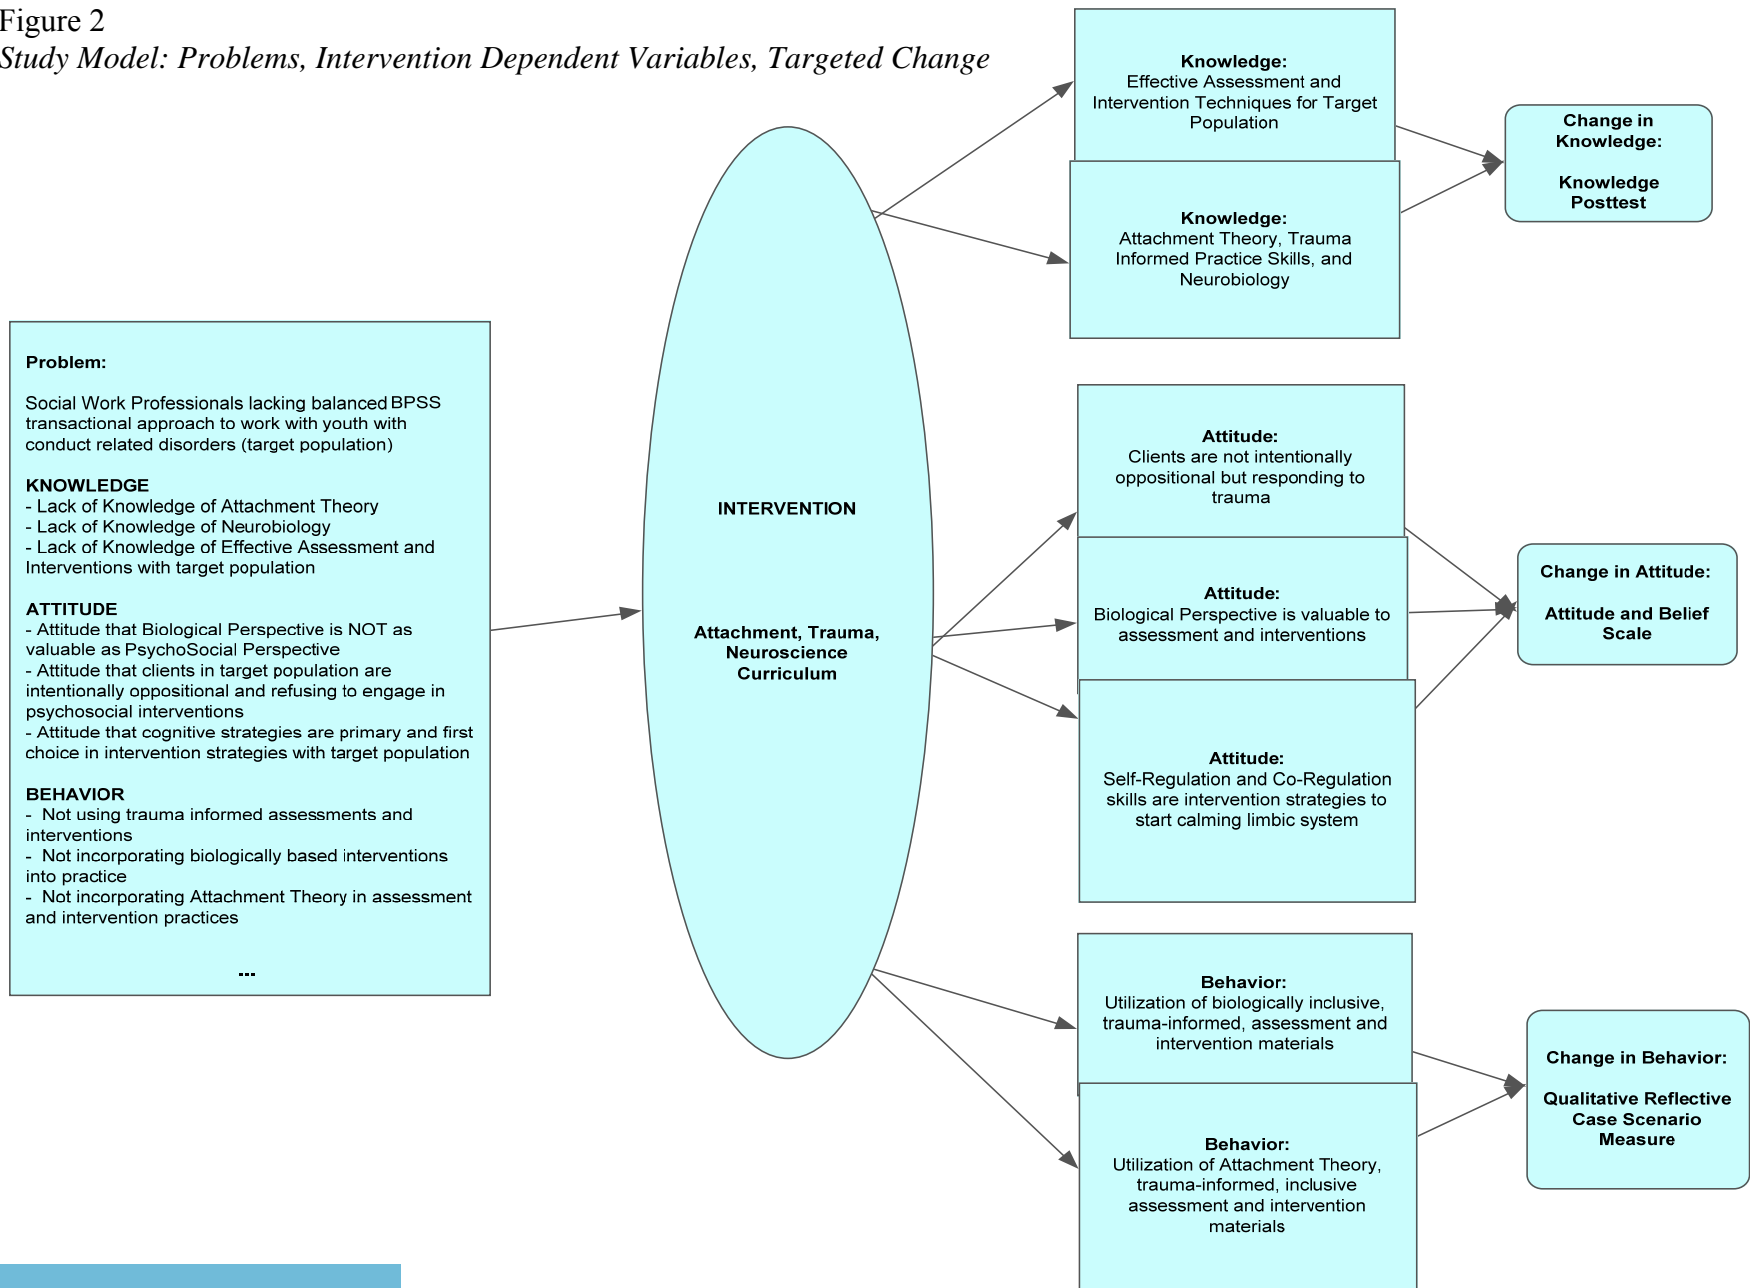 Figure 2
Study Model: Problems, Intervention Dependent Variables, Targeted Change
Problem:
Social Work Professionals lacking balanced BPSS
transactional approach to work with youth with
conduct related disorders (target population)
KNOWLEDGE
- Lack of Knowledge of Attachment Theory
- Lack of Knowledge of Neurobiology
- Lack of Knowledge of Effective Assessment and
Interventions with target population
ATTITUDE
- Attitude that Biological Perspective is NOT as
valuable as PsychoSocial Perspective
- Attitude that clients in target population are
intentionally oppositional and refusing to engage in
psychosocial interventions
- Attitude that cognitive strategies are primary and first
choice in intervention strategies with target population
BEHAVIOR
- Not using trauma informed assessments and
interventions
- Not incorporating biologically based interventions
into practice
- Not incorporating Attachment Theory in assessment
and intervention practices
...
INTERVENTION
Attachment, Trauma,
Neuroscience
Curriculum
Knowledge:
Effective Assessment and
Intervention Techniques for Target
Population
Knowledge:
Attachment Theory, Trauma
Informed Practice Skills, and
Neurobiology
Change in
Knowledge:
Knowledge
Posttest
Attitude:
Clients are not intentionally
oppositional but responding to
trauma
Attitude:
Biological Perspective is valuable to
assessment and interventions
Attitude:
Self-Regulation and Co-Regulation
skills are intervention strategies to
start calming limbic system
Change in Attitude:
Attitude and Belief
Scale
Behavior:
Utilization of biologically inclusive,
trauma-informed, assessment and
intervention materials
Behavior:
Utilization of Attachment Theory,
trauma-informed, inclusive
assessment and intervention
materials
Change in Behavior:
Qualitative Reflective
Case Scenario
Measure